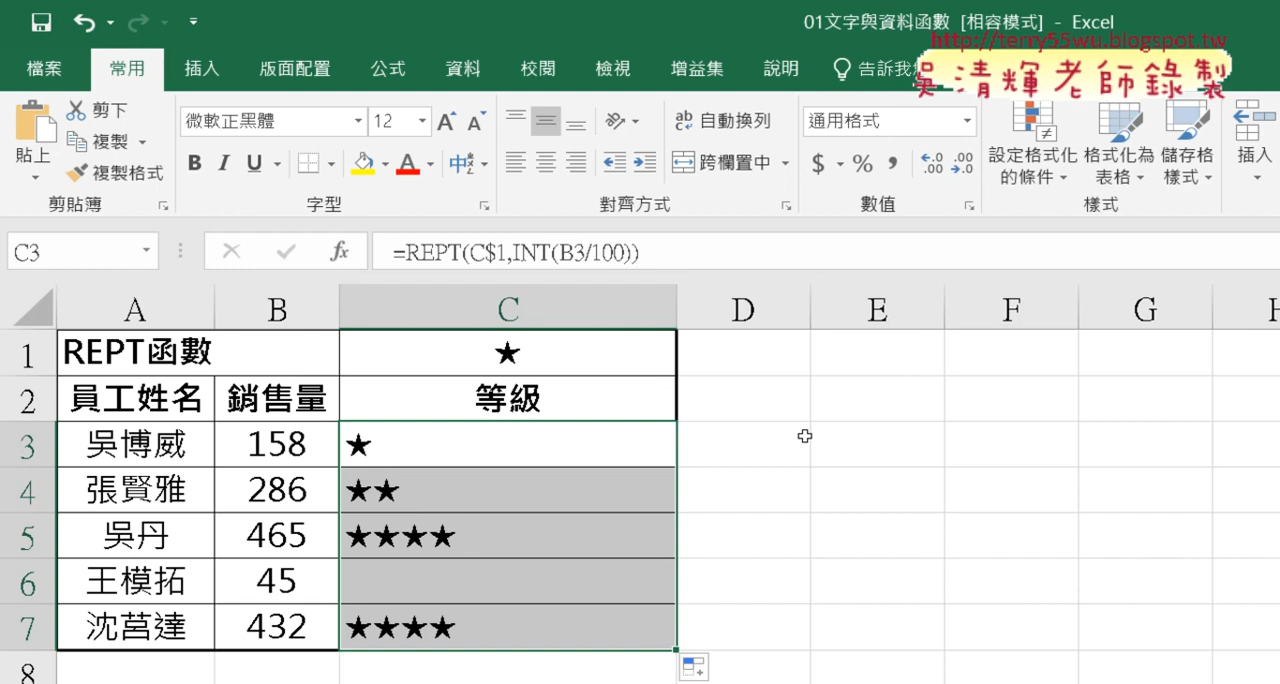 01文字與資料函數 [相容模式] - Excel
http://terry55wu.blogspot.tw
檔案 常用 插入 版面配置 公式 資料 校閱 檢視 增益集 說明 告訴我
吳清輝老師錄製
貼上 剪下 複製 複製格式
微軟正黑體 12 A A
B I U A 中
ab 自動換列
跨欄置中
通用格式
$ % , .0 .00 .00 .0
設定格式化的條件 格式化為表格 儲存格樣式 插入
剪貼簿 字型 對齊方式 數值 樣式
C3 fx =REPT(C$1,INT(B3/100))
A B C D E F G H
1 REPT函數 ★
2 員工姓名 銷售量 等級
3 吳博威 158 ★
4 張賢雅 286 ★★
5 吳丹 465 ★★★★
6 王模拓 45
7 沈莒達 432 ★★★★
8